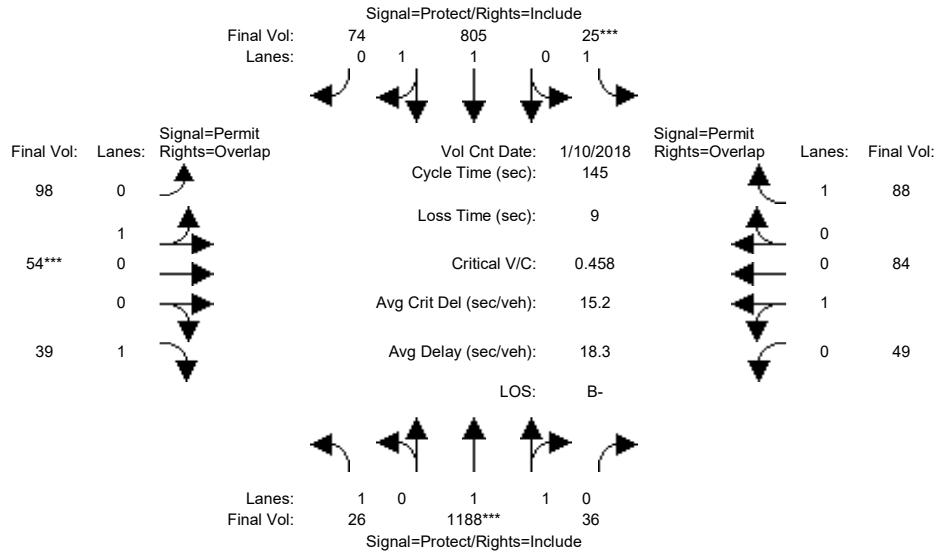 Signal=Protect/Rights=Include
Final Vol: 74 805 25***
Lanes: 0 1 1 0 1
Signal=Permit Signal=Permit
Final Vol: Lanes: Rights=Overlap Vol Cnt Date: 1/10/2018 Rights=Overlap Lanes: Final Vol:
Cycle Time (sec): 145
98 0 1 88
Loss Time (sec): 9
1 0
54*** 0 Critical V/C: 0.458 0 84
0 Avg Crit Del (sec/veh): 15.2 1
39 1 Avg Delay (sec/veh): 18.3 0 49
LOS: B-
Lanes: 1 0 1 1 0
Final Vol: 26 1188*** 36
Signal=Protect/Rights=Include